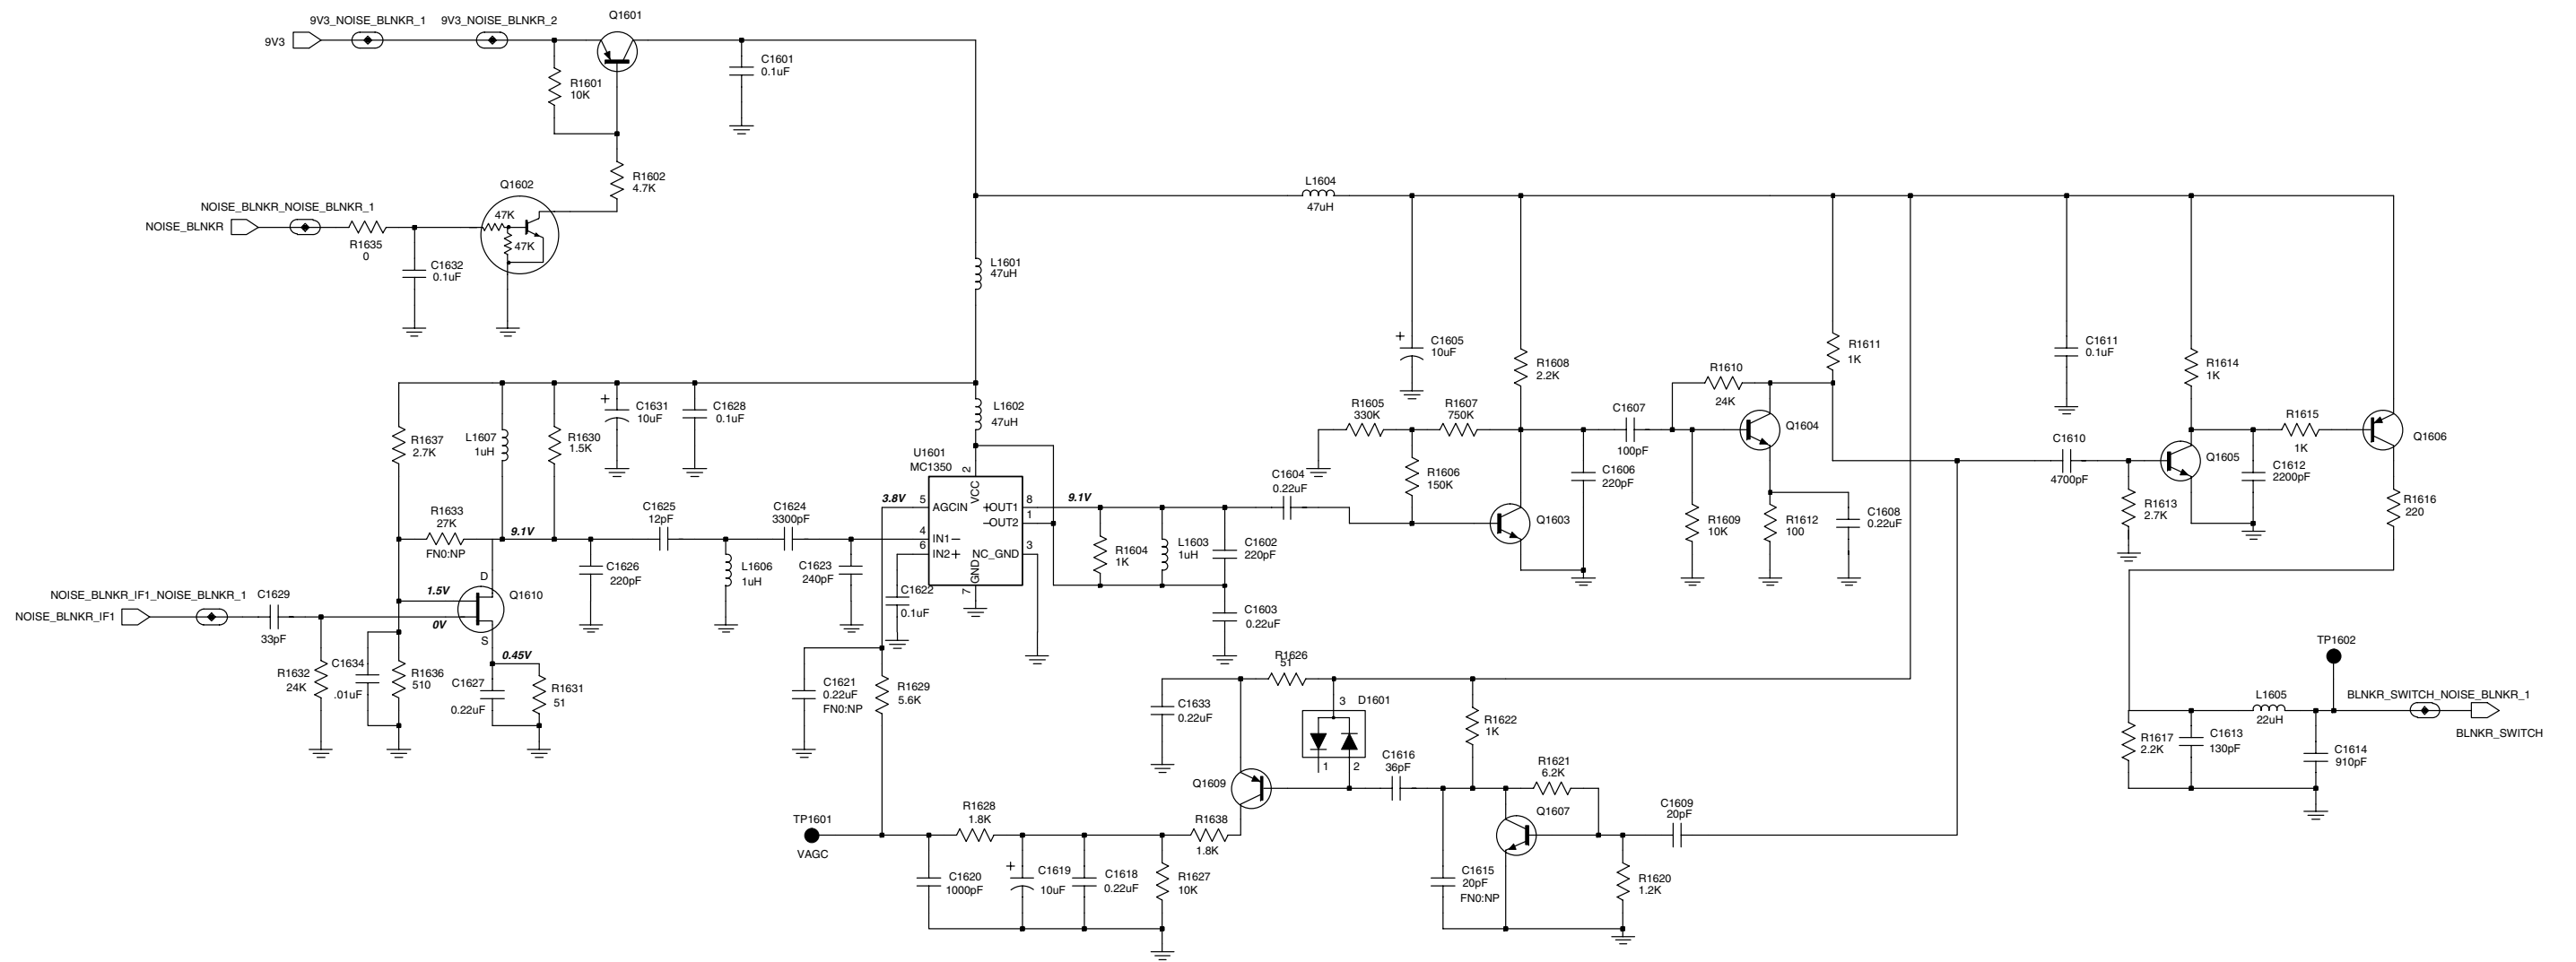 9V3_NOISE_BLNKR_1
9V3_NOISE_BLNKR_2
Q1601
9V3
R1601
10K
C1601
0.1uF
R1602
4.7K
Q1602
47K
47K
NOISE_BLNKR_NOISE_BLNKR_1
NOISE_BLNKR
R1635
0
C1632
0.1uF
L1604
47uH
L1601
47uH
L1602
47uH
C1605
10uF
+
R1608
2.2K
R1611
1K
C1611
0.1uF
R1614
1K
R1637
2.7K
L1607
1uH
R1630
1.5K
+
C1631
10uF
C1628
0.1uF
R1605
330K
R1607
750K
R1606
150K
C1607
100pF
C1606
220pF
R1610
24K
Q1604
R1609
10K
R1612
100
C1608
0.22uF
C1610
4700pF
Q1605
R1613
2.7K
C1612
2200pF
R1615
1K
Q1606
R1616
220
U1601
MC1350
2
VCC
5
AGCIN
3.8V
4
IN1-
6
IN2+
+OUT1
8
-OUT2
1
NC_GND
3
GND
7
9.1V
C1604
0.22uF
Q1603
R1604
1K
L1603
1uH
C1602
220pF
C1603
0.22uF
R1633
27K
FN0:NP
9.1V
C1625
12pF
C1624
3300pF
C1626
220pF
L1606
1uH
C1623
240pF
C1622
0.1uF
D
Q1610
S
1.5V
0V
0.45V
NOISE_BLNKR_IF1_NOISE_BLNKR_1
NOISE_BLNKR_IF1
C1629
33pF
R1632
24K
C1634
.01uF
R1636
510
C1627
0.22uF
R1631
51
C1621
0.22uF
FN0:NP
R1629
5.6K
R1626
51
C1633
0.22uF
3
D1601
1
2
R1622
1K
C1616
36pF
R1621
6.2K
Q1609
Q1607
C1609
20pF
TP1601
VAGC
R1628
1.8K
R1638
1.8K
C1620
1000pF
+
C1619
10uF
C1618
0.22uF
R1627
10K
C1615
20pF
FN0:NP
R1620
1.2K
TP1602
R1617
2.2K
C1613
130pF
L1605
22uH
C1614
910pF
BLNKR_SWITCH_NOISE_BLNKR_1
BLNKR_SWITCH